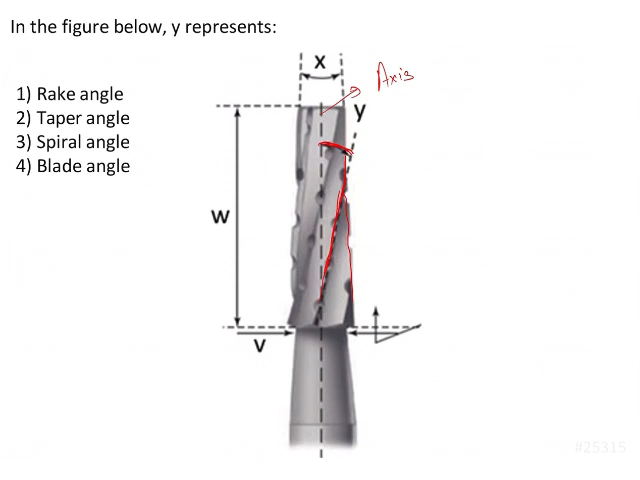 In the figure below, y represents:
x
Axis
1) Rake angle
2) Taper angle
3) Spiral angle
4) Blade angle
y
w
v
#25315